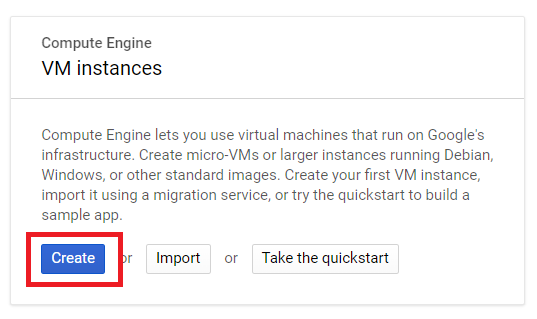 Compute Engine
VM instances
Compute Engine lets you use virtual machines that run on Google's
infrastructure. Create micro-VMs or larger instances running Debian,
Windows, or other standard images. Create your first VM instance,
import it using a migration service, or try the quickstart to build a
sample app.
Create or Import or Take the quickstart